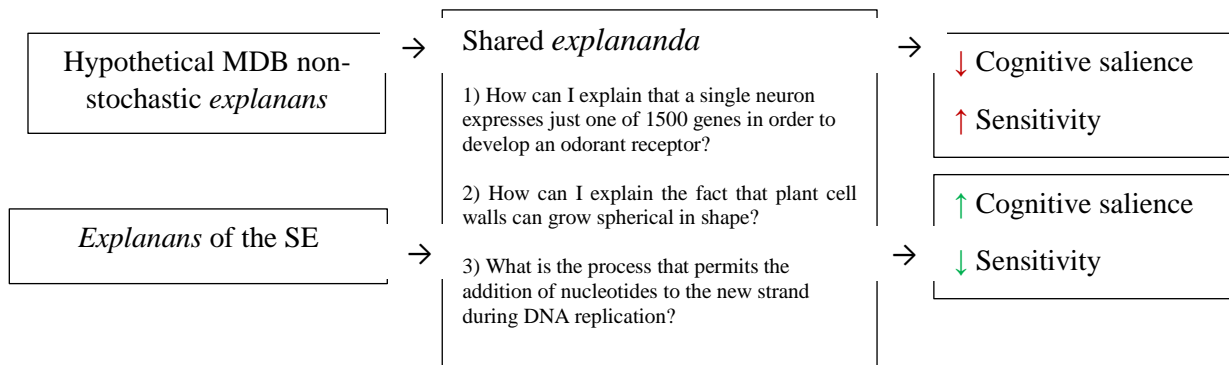 Hypothetical MDB non-
stochastic explanans
→
Shared explananda
1) How can I explain that a single neuron
expresses just one of 1500 genes in order to
develop an odorant receptor?
2) How can I explain the fact that plant cell
walls can grow spherical in shape?
3) What is the process that permits the
addition of nucleotides to the new strand
during DNA replication?
→
↓ Cognitive salience
↑ Sensitivity
Explanans of the SE
→
→
↑ Cognitive salience
↓ Sensitivity